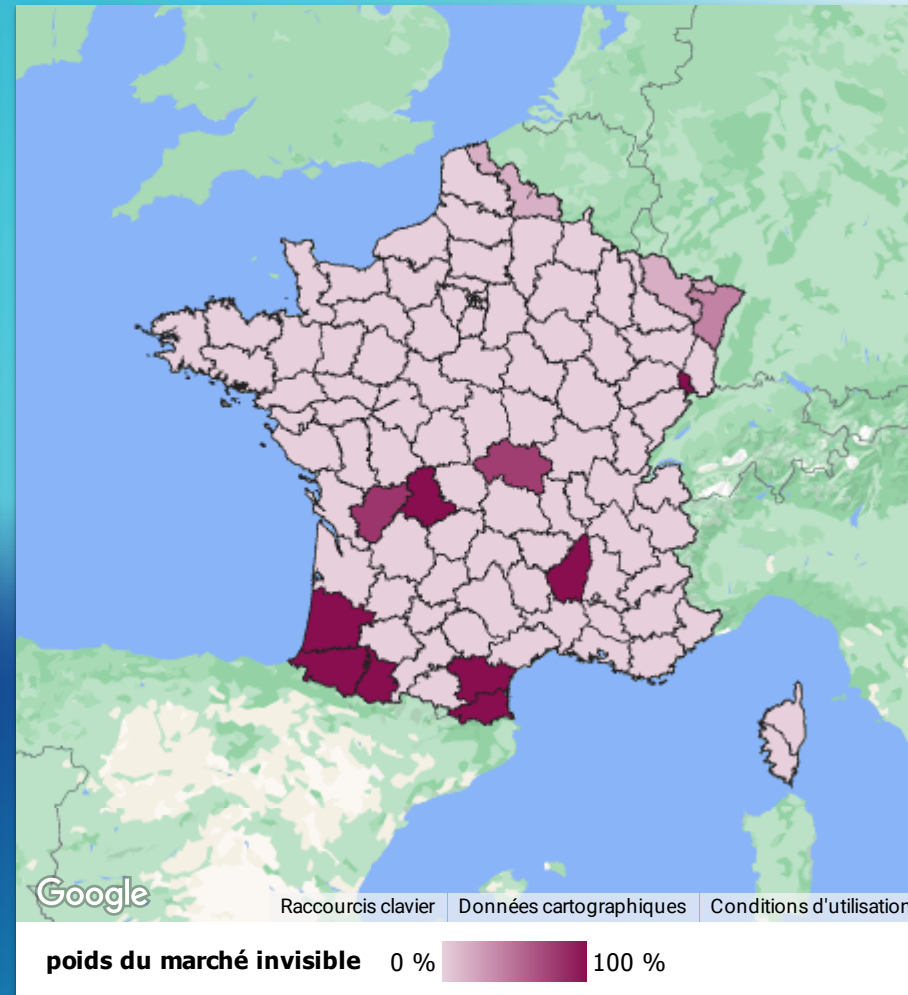 Google
Raccourcis clavier Données cartographiques Conditions d'utilisation
poids du marché invisible 0 % 100 %